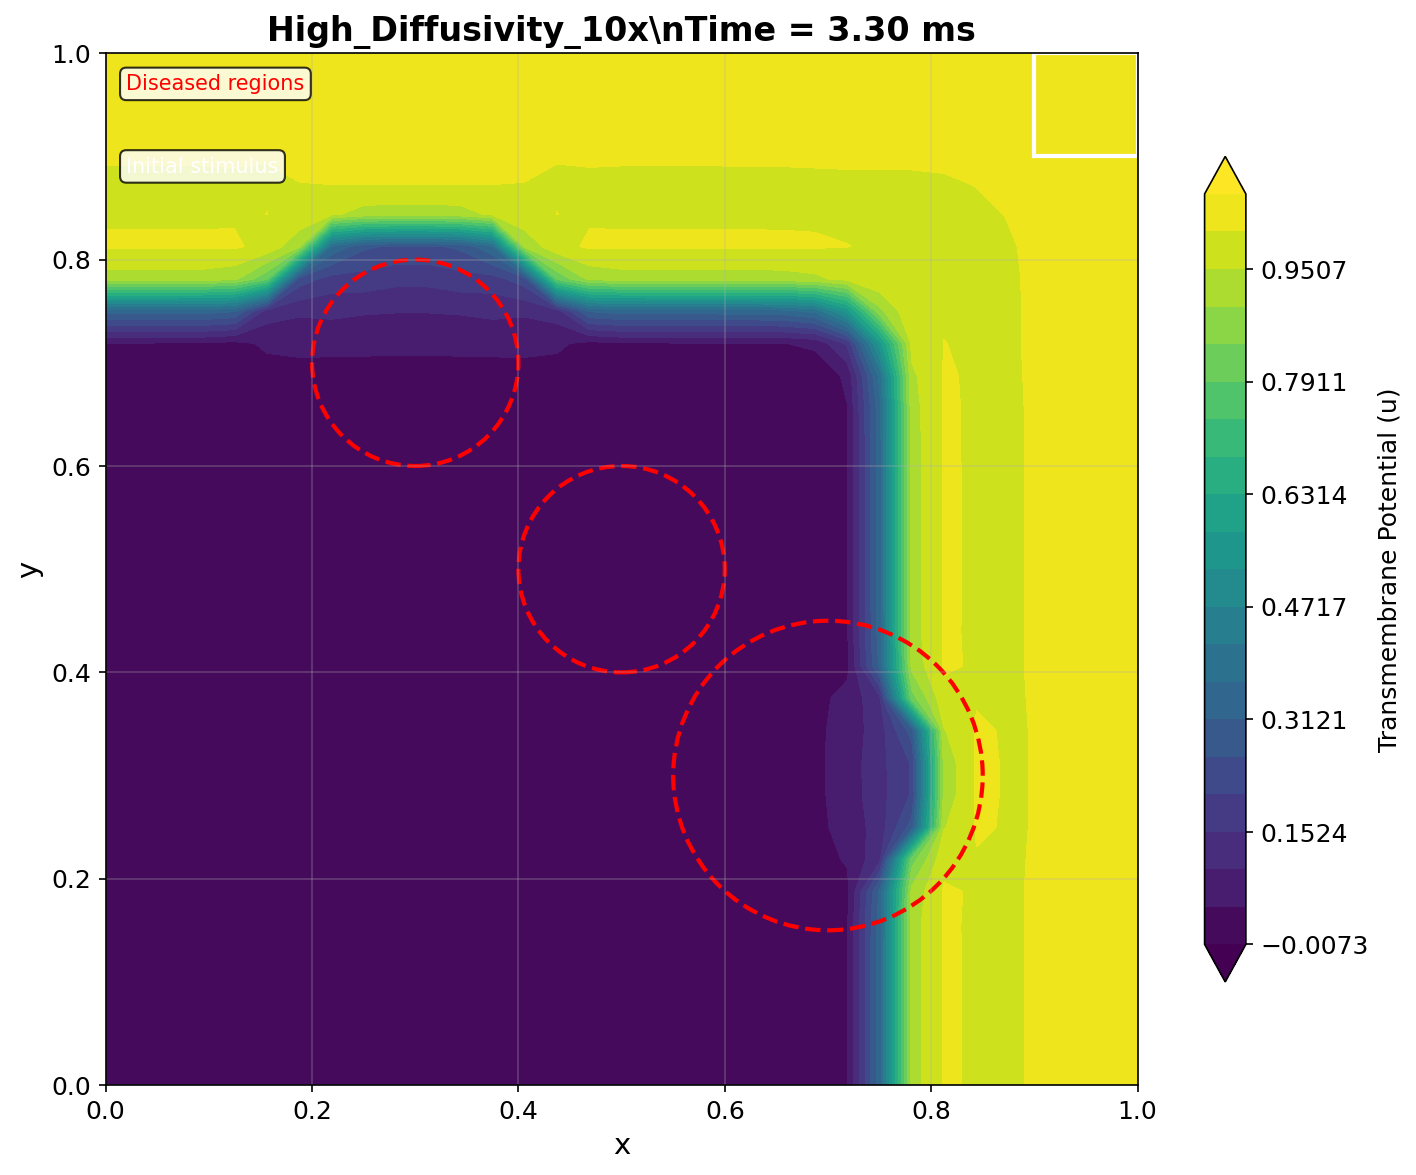 High_Diffusivity_10x\nTime = 3.30 ms
Diseased regions
Initial stimulus
1.0
0.8
0.6
0.4
0.2
0.0
0.0 0.2 0.4 0.6 0.8 1.0
x
y
0.9507
0.7911
0.6314
0.4717
0.3121
0.1524
−0.0073
Transmembrane Potential (u)